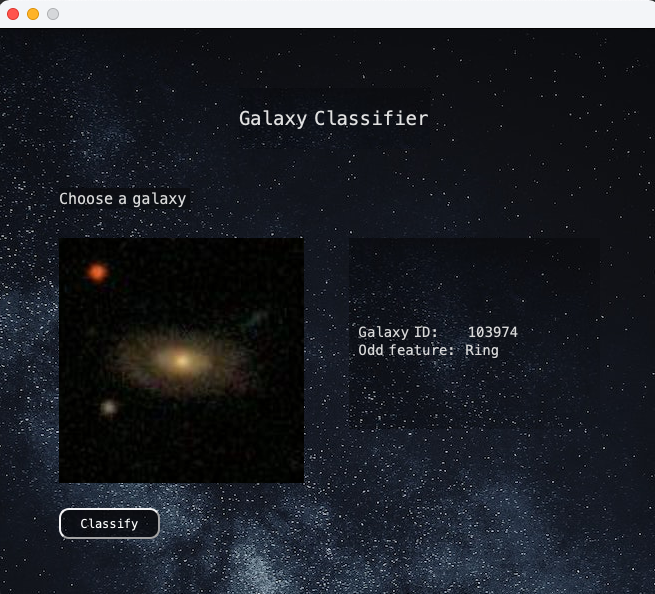 Galaxy Classifier
Choose a galaxy
Galaxy ID: 103974
Odd feature: Ring
Classify